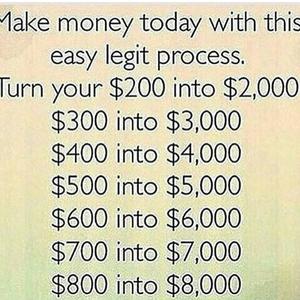 Make money today with this
easy legit process.
Turn your $200 into $2,000
$300 into $3,000
$400 into $4,000
$500 into $5,000
$600 into $6,000
$700 into $7,000
$800 into $8,000